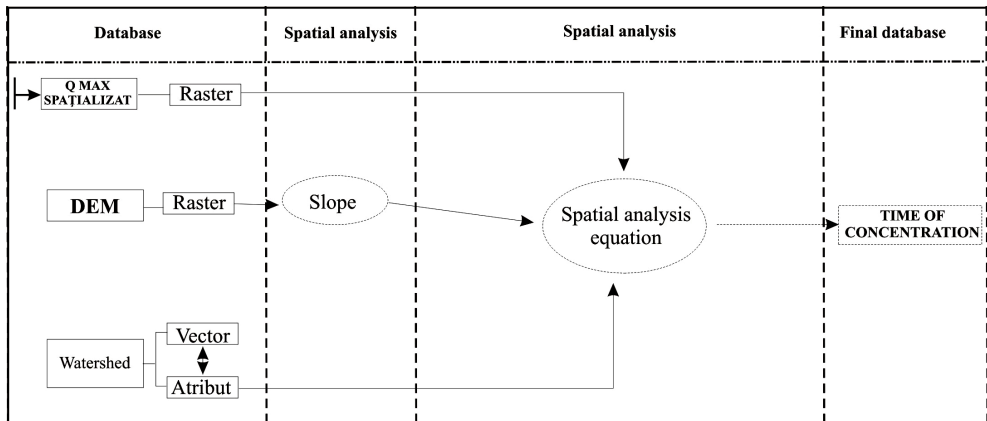 Database
Spatial analysis
Spatial analysis
Final database
Q MAX
SPAŢIALIZAT
Raster
DEM
Raster
Slope
Spatial analysis
equation
TIME OF
CONCENTRATION
Watershed
Vector
Atribut